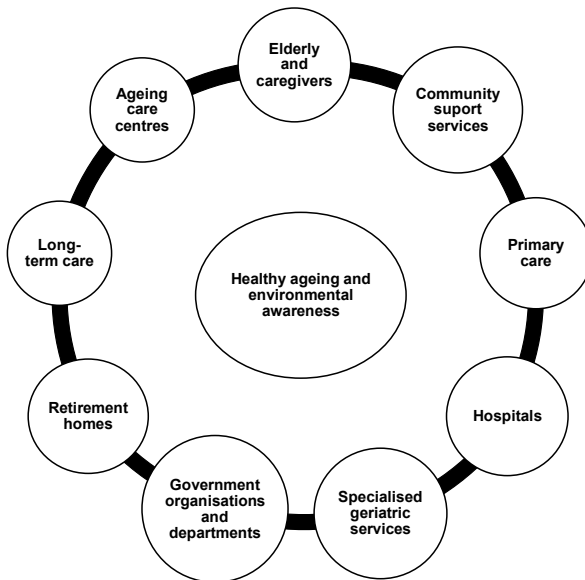 Elderly
and
caregivers
Community
suport
services
Primary
care
Hospitals
Specialised
geriatric
services
Government
organisations
and
departments
Retirement
homes
Long-
term care
Ageing
care
centres
Healthy ageing and
environmental
awareness